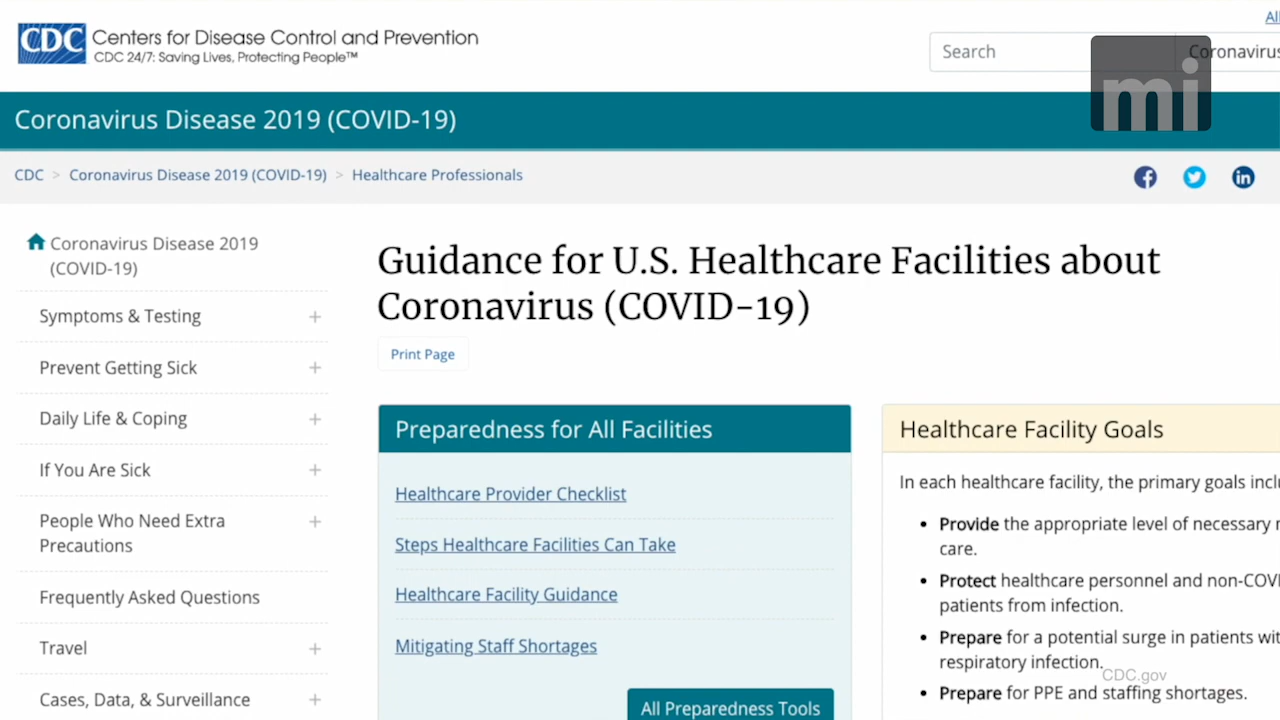 All
CDC
Centers for Disease Control and Prevention
CDC 24/7: Saving Lives, Protecting People™
Search
Coronavirus
mi
Coronavirus Disease 2019 (COVID-19)
CDC > Coronavirus Disease 2019 (COVID-19) > Healthcare Professionals
in
Coronavirus Disease 2019
(COVID-19)
Symptoms & Testing +
Prevent Getting Sick +
Daily Life & Coping +
If You Are Sick +
People Who Need Extra +
Precautions
Frequently Asked Questions
Travel +
Cases, Data, & Surveillance +
Guidance for U.S. Healthcare Facilities about
Coronavirus (COVID-19)
Print Page
Preparedness for All Facilities
Healthcare Provider Checklist
Steps Healthcare Facilities Can Take
Healthcare Facility Guidance
Mitigating Staff Shortages
All Preparedness Tools
Healthcare Facility Goals
In each healthcare facility, the primary goals
• Provide the appropriate level of necessary
care.
• Protect healthcare personnel and
patients from infection.
• Prepare for a potential surge in patients
respiratory infection.
• Prepare for PPE and staffing shortages.
CDC.gov